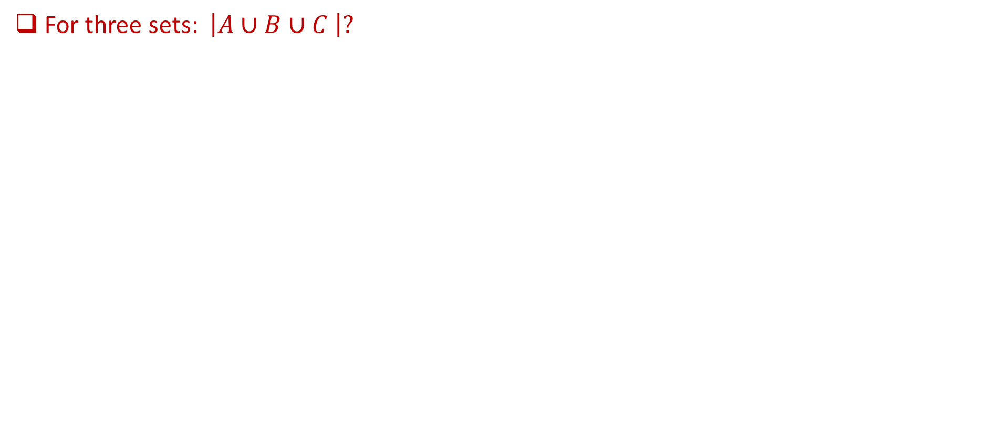 ❑ For three sets: |𝐴 ∪ 𝐵 ∪ 𝐶 |?